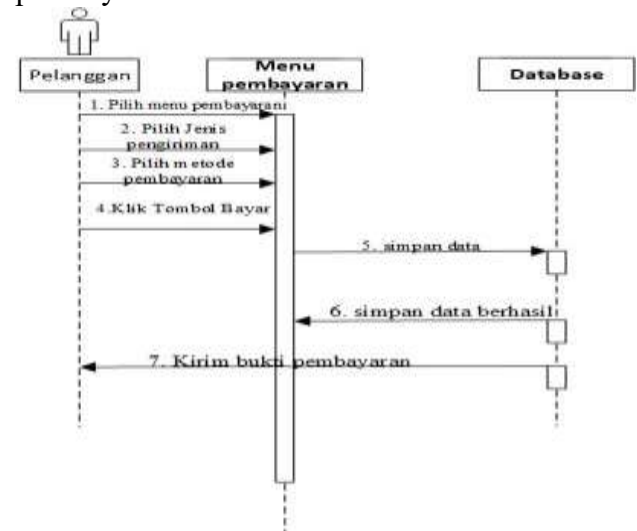 Pelanggan
Menu
pembayaran
Database
1. Pilih menu pembayarani
2. Pilih Jenis
pengiriman
3. Pilih metode
pembayaran
4.Klik Tombol Bayar
5. simpan data
6. simpan data berhasil
7. Kirim bukti pembayaran